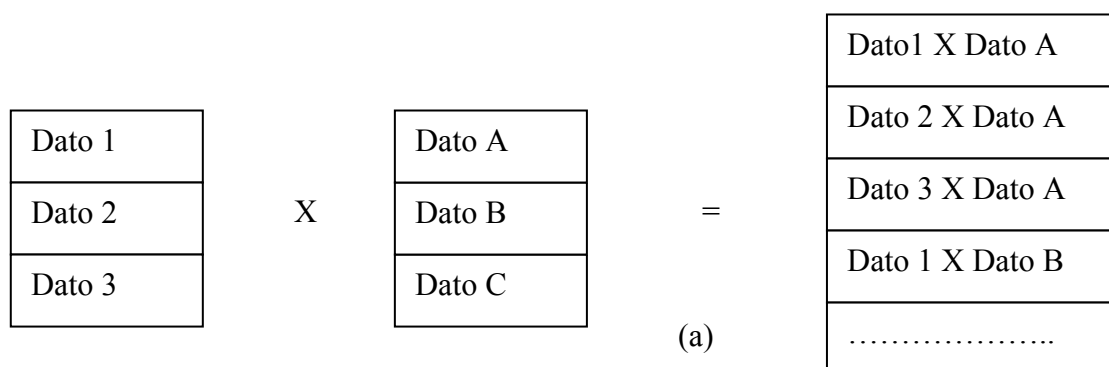 Dato 1
Dato 2
Dato 3
X
Dato A
Dato B
Dato C
=
(a)
Dato1 X Dato A
Dato 2 X Dato A
Dato 3 X Dato A
Dato 1 X Dato B
………………..